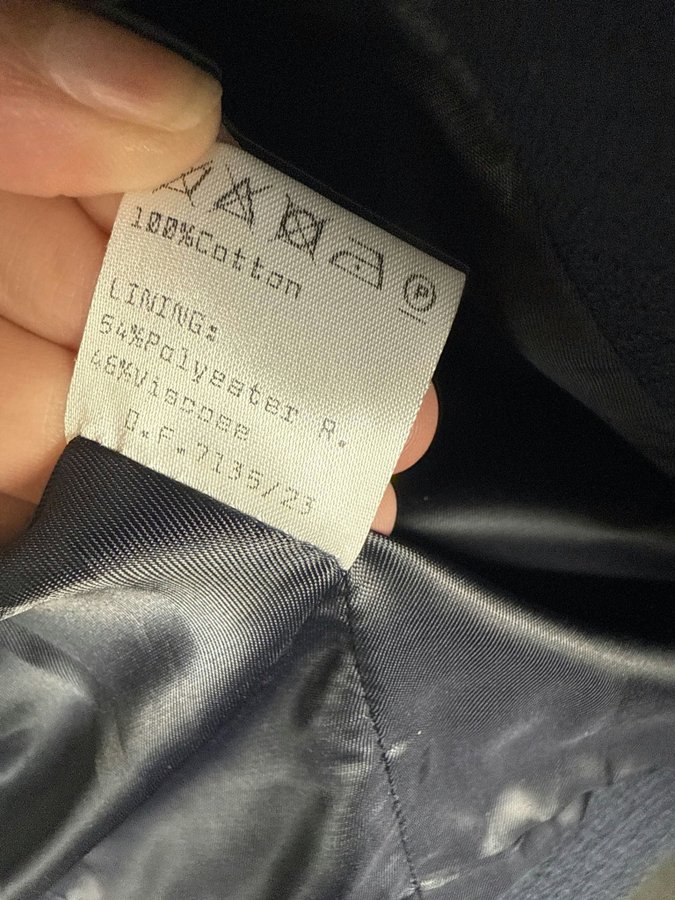 P
100%Cotton
LINING:
54%Polyester R.
46%Viscose
D.F.7135/23